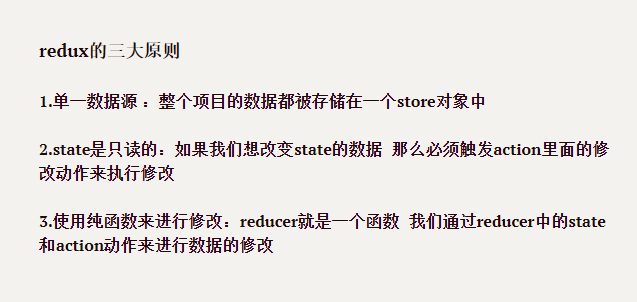 redux的三大原则
1.单一数据源 ：整个项目的数据都被存储在一个store对象中
2.state是只读的：如果我们想改变state的数据 那么必须触发action里面的修
改动作来执行修改
3.使用纯函数来进行修改：reducer就是一个函数 我们通过reducer中的state
和action动作来进行数据的修改